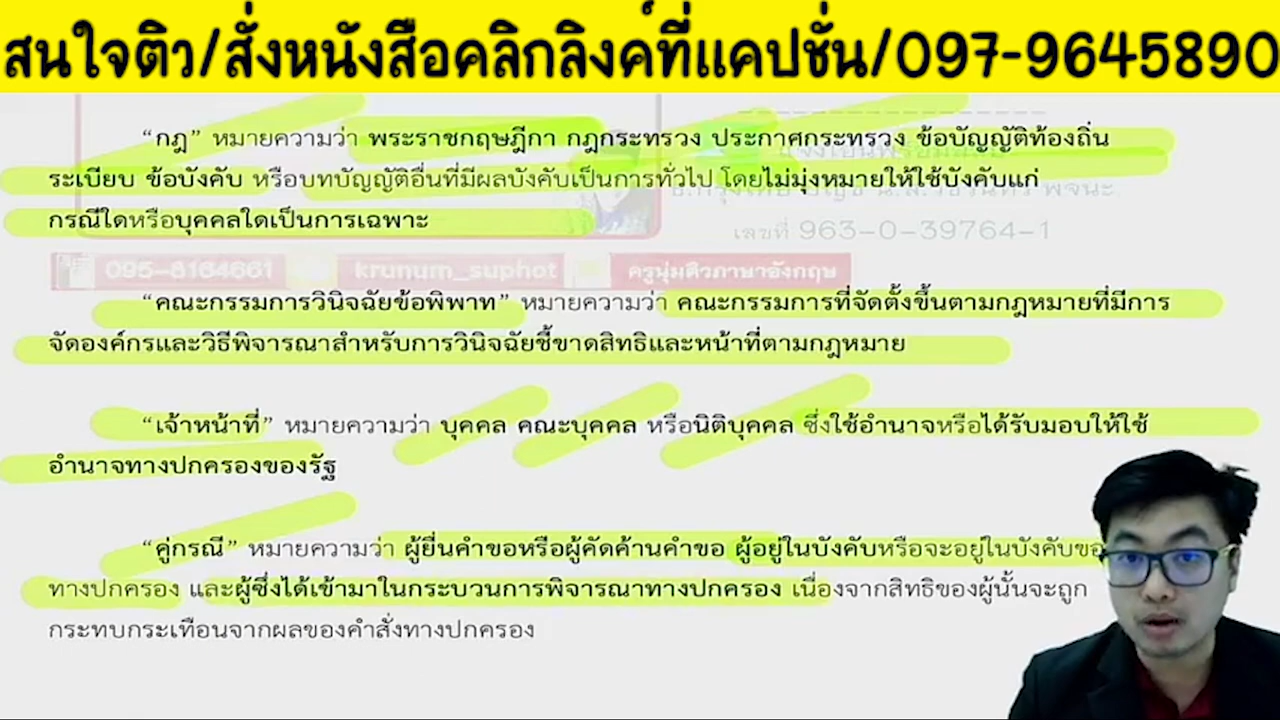 สนใจติว/สั่งหนังสือคลิกลิงค์ที่แคปชั่น/097-9645890
“กฎ” หมายความว่า พระราชกฤษฎีกา กฎกระทรวง ประกาศกระทรวง ข้อบัญญัติท้องถิ่น
ระเบียบ ข้อบังคับ หรือบทบัญญัติอื่นที่มีผลบังคับเป็นการทั่วไป โดยไม่มุ่งหมายให้ใช้บังคับแก่
กรณีใดหรือบุคคลใดเป็นการเฉพาะ
เลขที่ 963-0-39764-1
095-8164661 krunum_suphot ครูนุ่มติวภาษาอังกฤษ
“คณะกรรมการวินิจฉัยข้อพิพาท” หมายความว่า คณะกรรมการที่จัดตั้งขึ้นตามกฎหมายที่มีการ
จัดองค์กรและวิธีพิจารณาสำหรับการวินิจฉัยชี้ขาดสิทธิและหน้าที่ตามกฎหมาย
“เจ้าหน้าที่” หมายความว่า บุคคล คณะบุคคล หรือนิติบุคคล ซึ่งใช้อำนาจหรือได้รับมอบให้ใช้
อำนาจทางปกครองของรัฐ
“คู่กรณี” หมายความว่า ผู้ยื่นคำขอหรือผู้คัดค้านคำขอ ผู้อยู่ในบังคับหรือจะอยู่ในบังคับขอ
ทางปกครอง และผู้ซึ่งได้เข้ามาในกระบวนการพิจารณาทางปกครอง เนื่องจากสิทธิของผู้นั้นจะถูก
กระทบกระเทือนจากผลของคำสั่งทางปกครอง